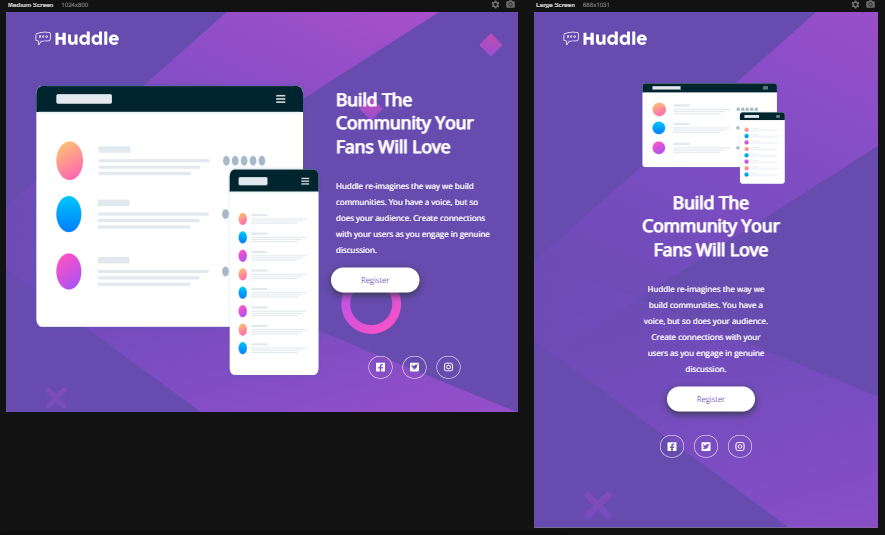 Medium Screen 1024x800
Huddle
Build The
Community Your
Fans Will Love
Huddle re-imagines the way we build
communities. You have a voice, but so
does your audience. Create connections
with your users as you engage in genuine
discussion.
Register
Large Screen 688x1031
Huddle
Build The
Community Your
Fans Will Love
Huddle re-imagines the way we
build communities. You have a
voice, but so does your audience.
Create connections with your
users as you engage in genuine
discussion.
Register